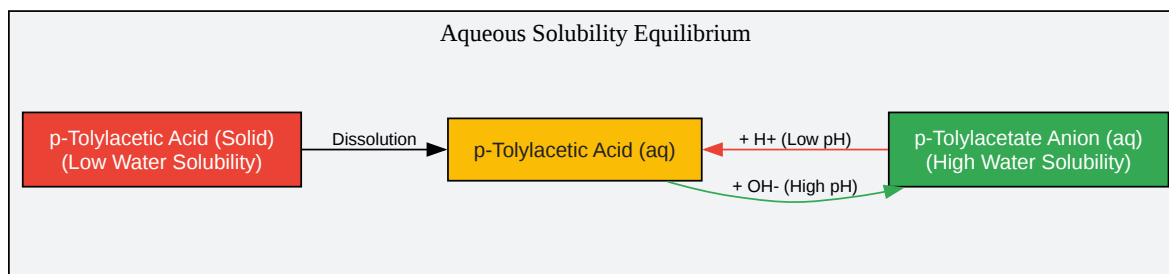 Aqueous Solubility Equilibrium
p-Tolylacetic Acid (Solid)
(Low Water Solubility)
Dissolution
p-Tolylacetic Acid (aq)
+ H+ (Low pH)
+ OH- (High pH)
p-Tolylacetate Anion (aq)
(High Water Solubility)